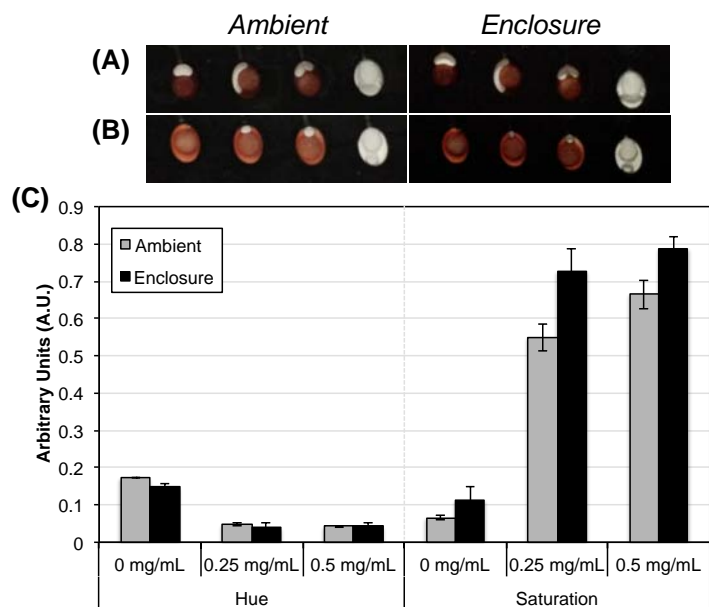 Ambient Enclosure
(A)
(B)
(C)
0.9
0.8
0.7
0.6
0.5
0.4
0.3
0.2
0.1
0
Arbitrary Units (A.U.)
Ambient
Enclosure
0 mg/mL 0.25 mg/mL 0.5 mg/mL 0 mg/mL 0.25 mg/mL 0.5 mg/mL
Hue Saturation